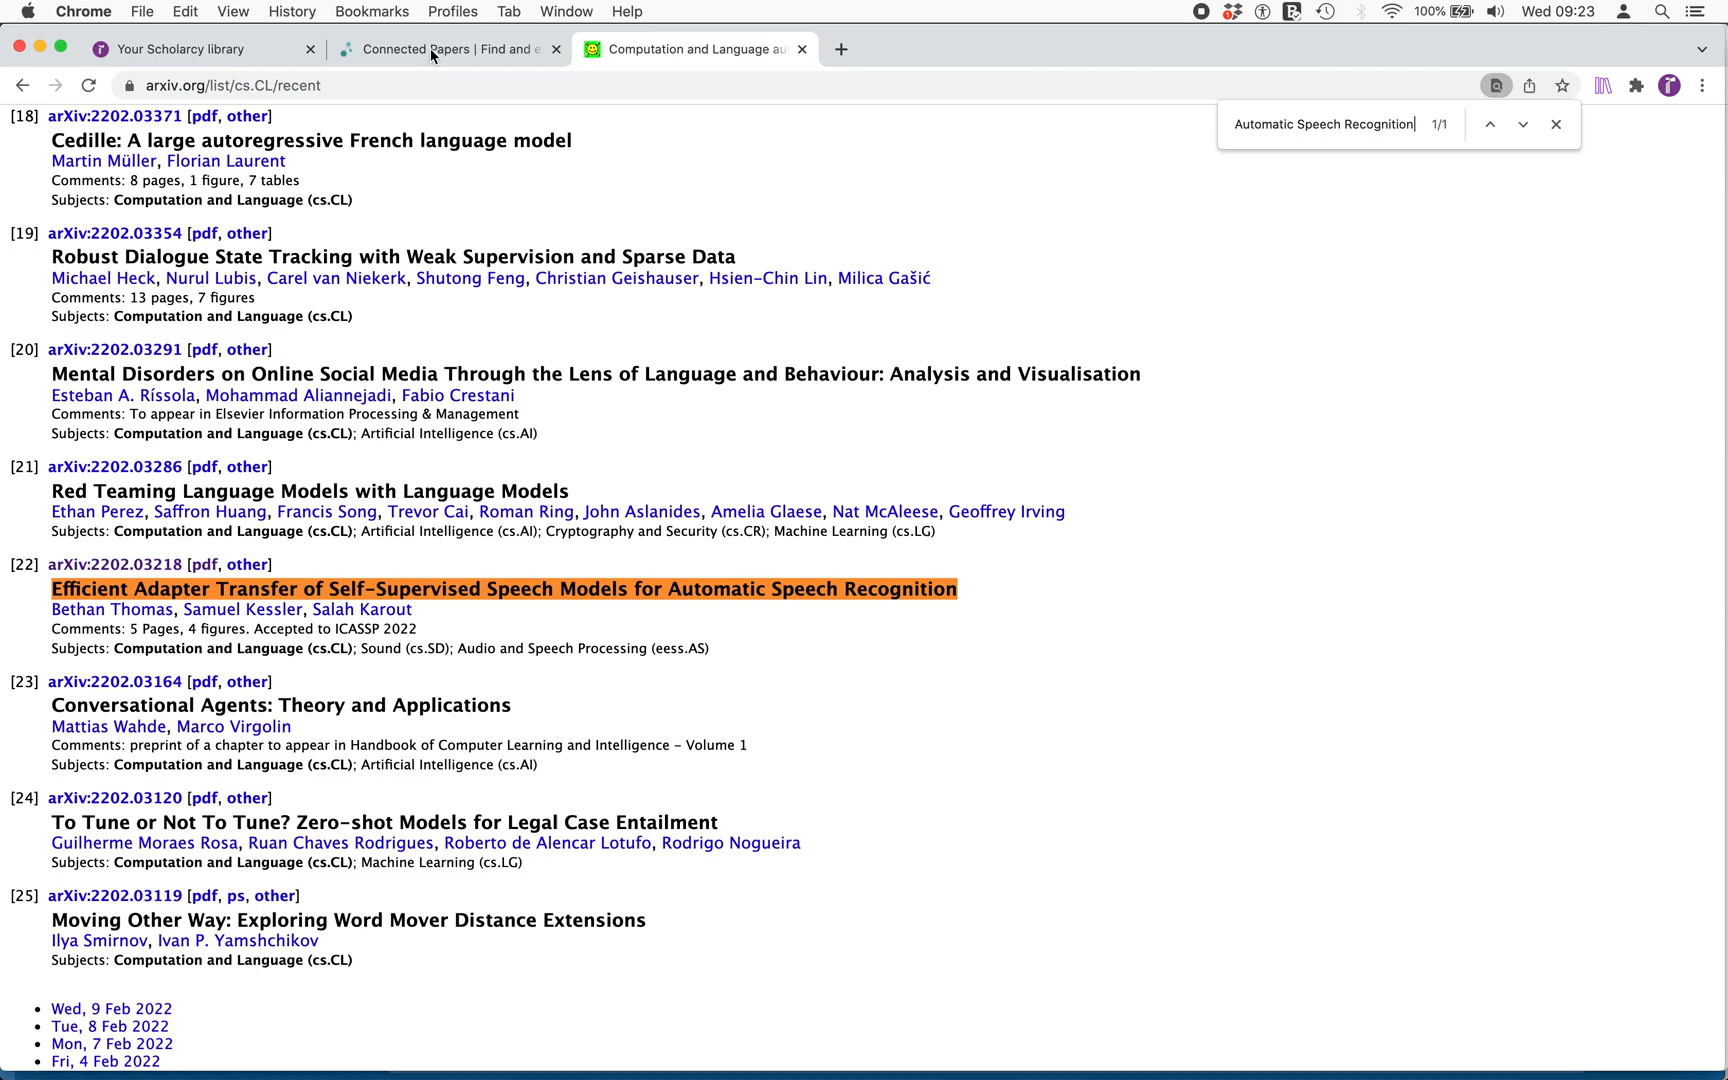 Chrome File Edit View History Bookmarks Profiles Tab Window Help 100% Wed 09:23
Your Scholarcy library Connected Papers | Find and e Computation and Language au
arxiv.org/list/cs.CL/recent
Automatic Speech Recognition 1/1
[18] arXiv:2202.03371 [pdf, other]
Cedille: A large autoregressive French language model
Martin Müller, Florian Laurent
Comments: 8 pages, 1 figure, 7 tables
Subjects: Computation and Language (cs.CL)
[19] arXiv:2202.03354 [pdf, other]
Robust Dialogue State Tracking with Weak Supervision and Sparse Data
Michael Heck, Nurul Lubis, Carel van Niekerk, Shutong Feng, Christian Geishauser, Hsien-Chin Lin, Milica Gašić
Comments: 13 pages, 7 figures
Subjects: Computation and Language (cs.CL)
[20] arXiv:2202.03291 [pdf, other]
Mental Disorders on Online Social Media Through the Lens of Language and Behaviour: Analysis and Visualisation
Esteban A. Ríssola, Mohammad Aliannejadi, Fabio Crestani
Comments: To appear in Elsevier Information Processing & Management
Subjects: Computation and Language (cs.CL); Artificial Intelligence (cs.AI)
[21] arXiv:2202.03286 [pdf, other]
Red Teaming Language Models with Language Models
Ethan Perez, Saffron Huang, Francis Song, Trevor Cai, Roman Ring, John Aslanides, Amelia Glaese, Nat McAleese, Geoffrey Irving
Subjects: Computation and Language (cs.CL); Artificial Intelligence (cs.AI); Cryptography and Security (cs.CR); Machine Learning (cs.LG)
[22] arXiv:2202.03218 [pdf, other]
Efficient Adapter Transfer of Self-Supervised Speech Models for Automatic Speech Recognition
Bethan Thomas, Samuel Kessler, Salah Karout
Comments: 5 Pages, 4 figures. Accepted to ICASSP 2022
Subjects: Computation and Language (cs.CL); Sound (cs.SD); Audio and Speech Processing (eess.AS)
[23] arXiv:2202.03164 [pdf, other]
Conversational Agents: Theory and Applications
Mattias Wahde, Marco Virgolin
Comments: preprint of a chapter to appear in Handbook of Computer Learning and Intelligence - Volume 1
Subjects: Computation and Language (cs.CL); Artificial Intelligence (cs.AI)
[24] arXiv:2202.03120 [pdf, other]
To Tune or Not To Tune? Zero-shot Models for Legal Case Entailment
Guilherme Moraes Rosa, Ruan Chaves Rodrigues, Roberto de Alencar Lotufo, Rodrigo Nogueira
Subjects: Computation and Language (cs.CL); Machine Learning (cs.LG)
[25] arXiv:2202.03119 [pdf, ps, other]
Moving Other Way: Exploring Word Mover Distance Extensions
Ilya Smirnov, Ivan P. Yamshchikov
Subjects: Computation and Language (cs.CL)
• Wed, 9 Feb 2022
• Tue, 8 Feb 2022
• Mon, 7 Feb 2022
• Fri, 4 Feb 2022